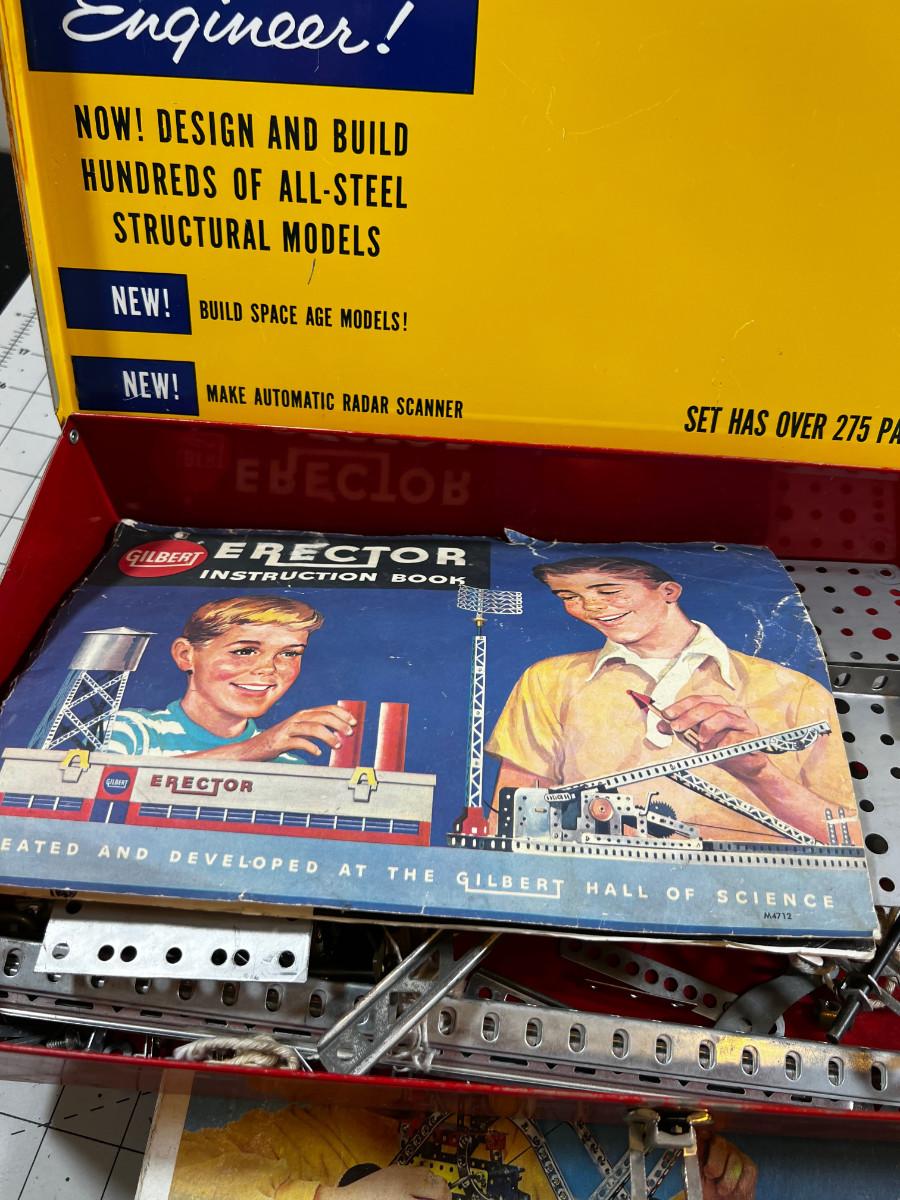 Engineer!
NOW! DESIGN AND BUILD
HUNDREDS OF ALL-STEEL
STRUCTURAL MODELS
NEW! BUILD SPACE AGE MODELS!
NEW! MAKE AUTOMATIC RADAR SCANNER
SET HAS OVER 275 PA
ERECTOR
GILBERT ERECTOR
INSTRUCTION BOOK
GILBERT ERECTOR
EATED AND DEVELOPED AT THE GILBERT HALL OF SCIENCE
M4712